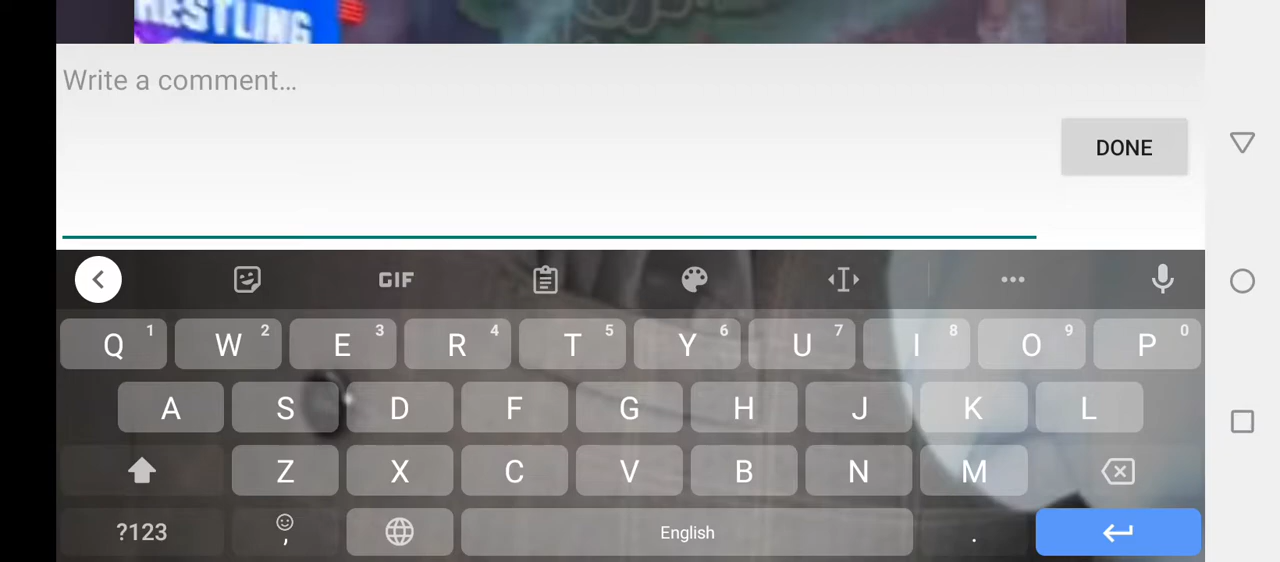 RESTLING
Write a comment...
DONE
GIF
Q 1 W 2 E 3 R 4 T 5 Y 6 U 7 I 8 O 9 P 0
A S D F G H J K L
Z X C V B N M
?123 , English .